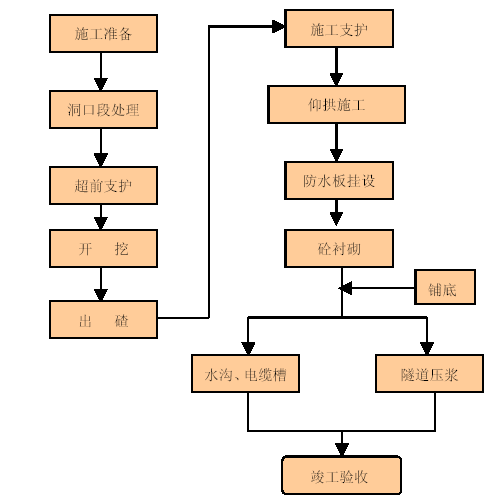 施工准备
洞口段处理
超前支护
开 挖
出 碴
施工支护
仰拱施工
防水板挂设
砼衬砌
铺底
水沟、电缆槽
隧道压浆
竣工验收